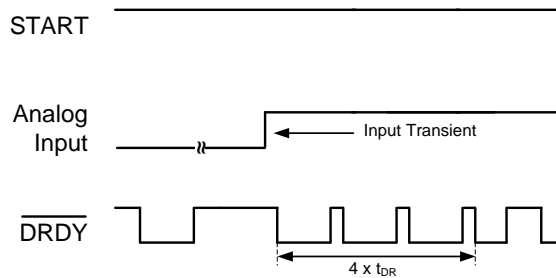 START
Analog
Input
Input Transient
DRDY
4 x tDR